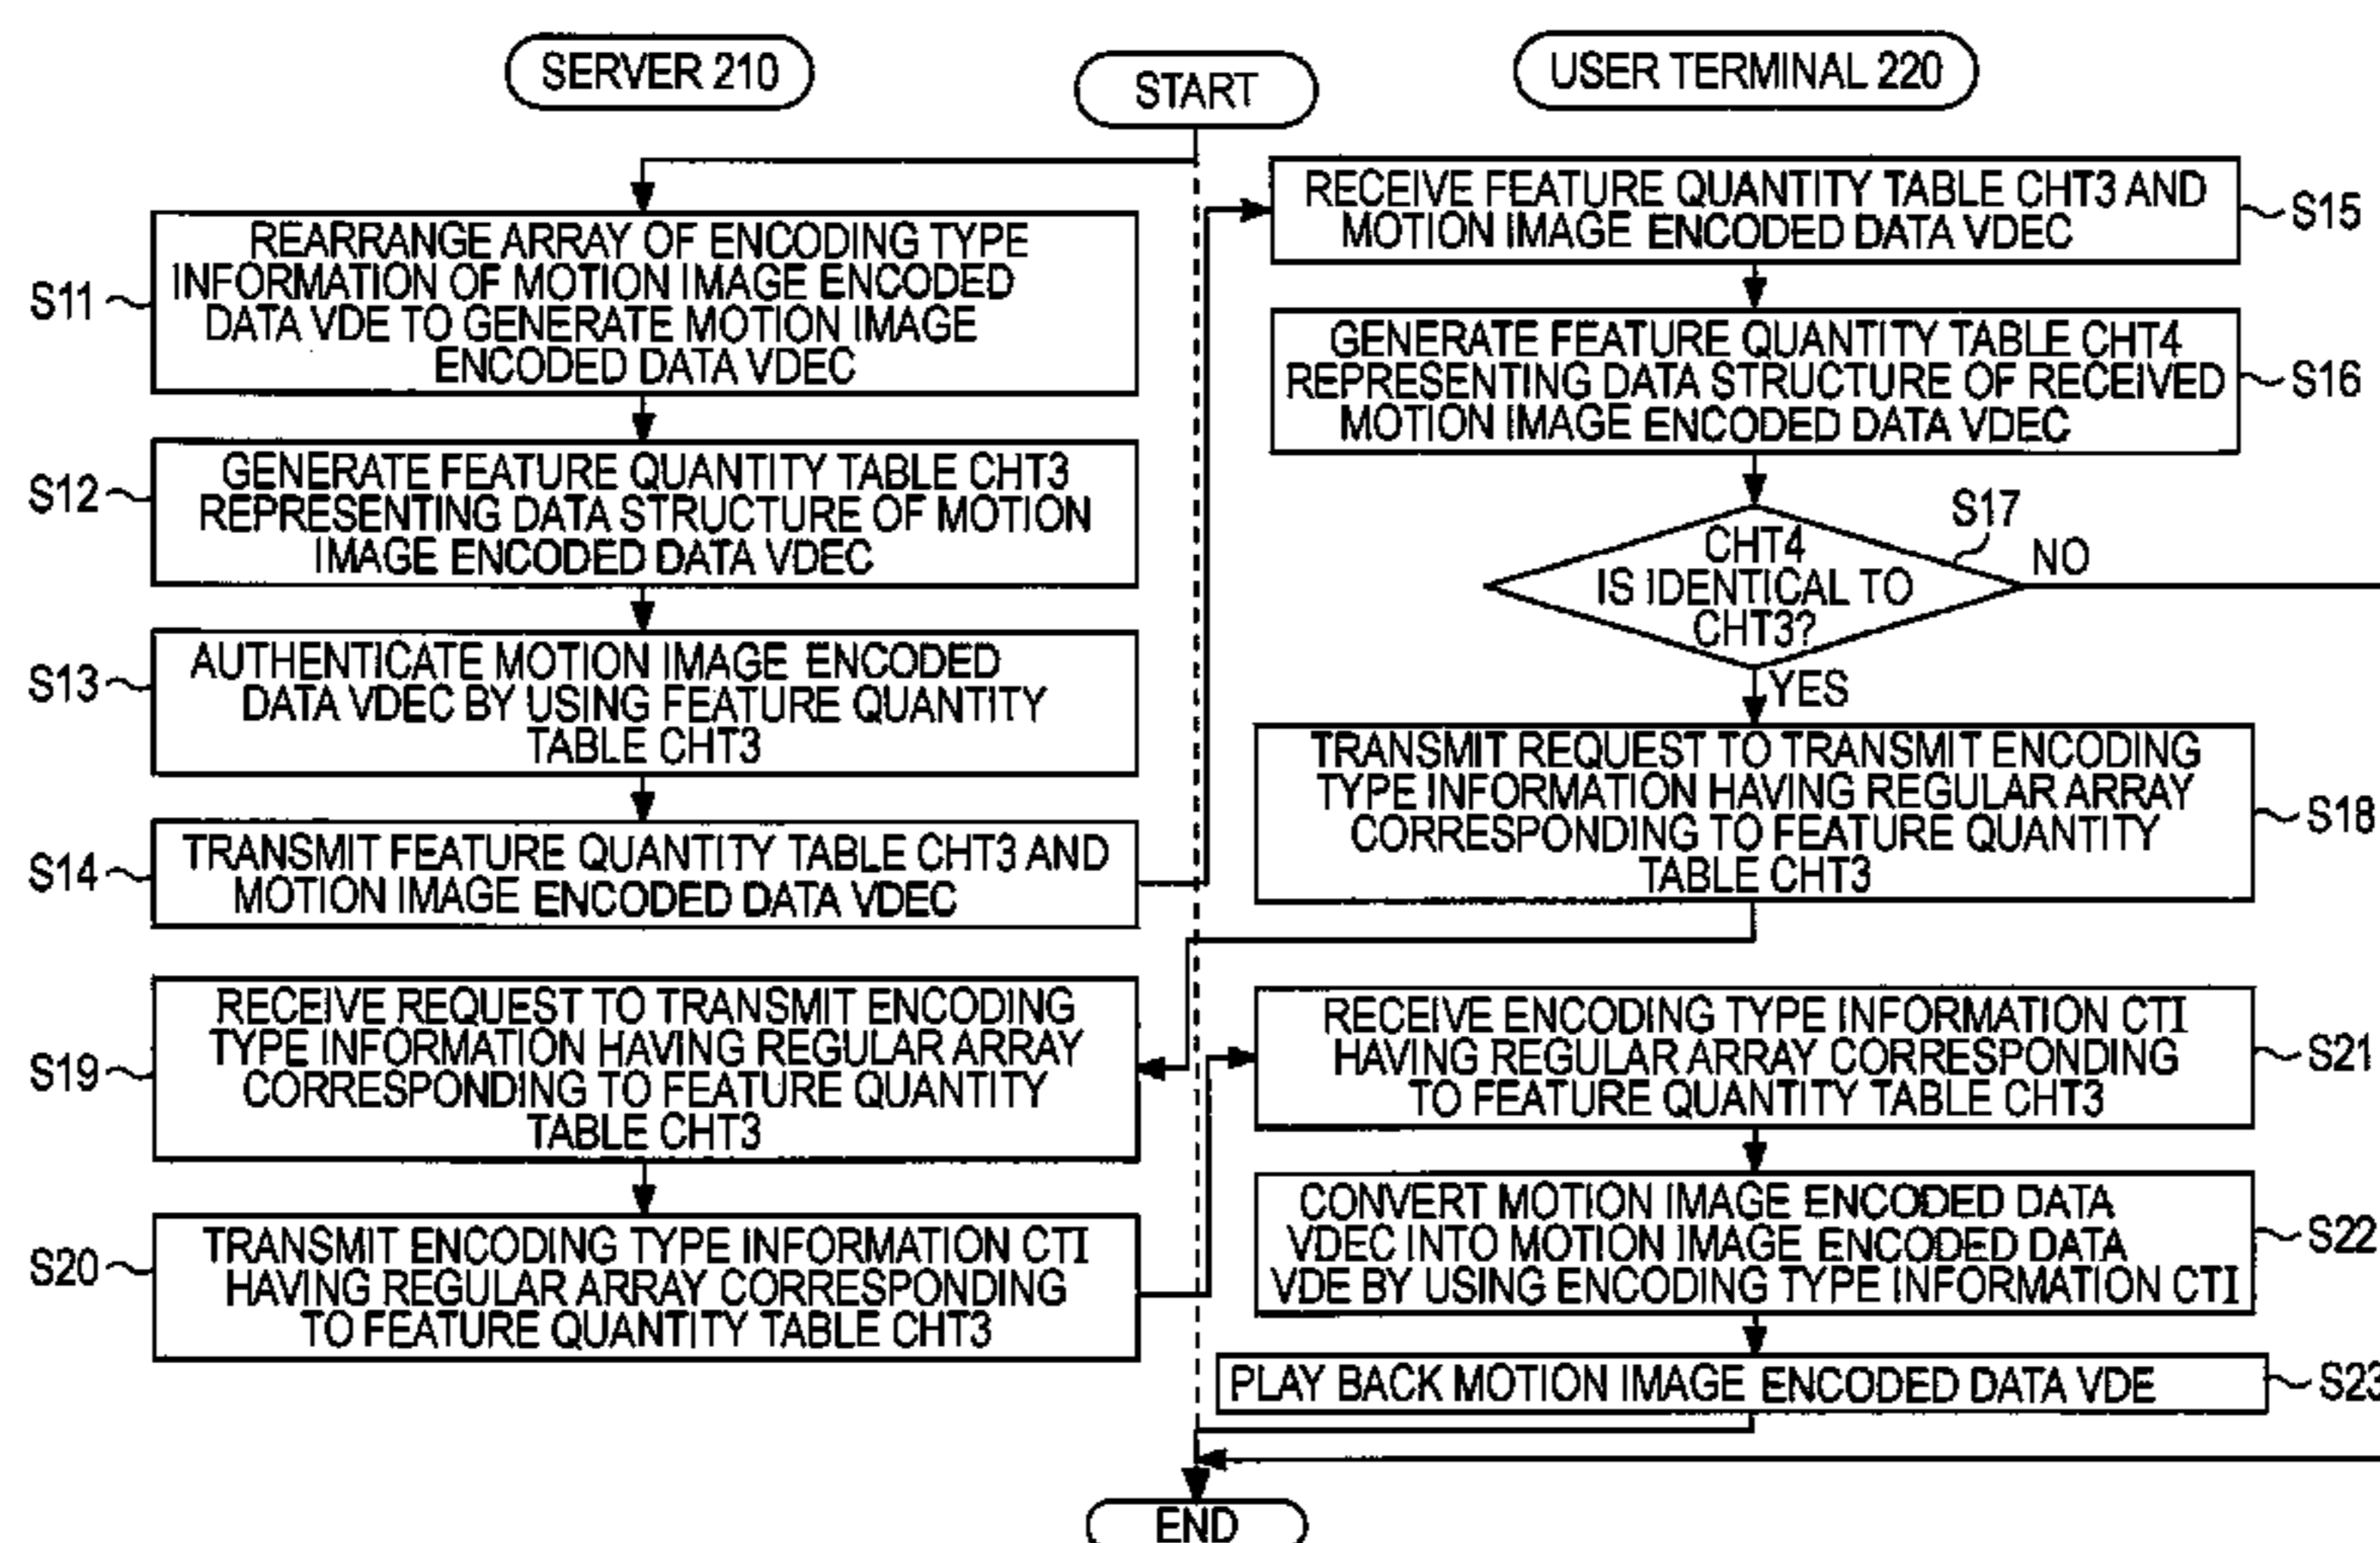 SERVER 210
START
USER TERMINAL 220
S11
REARRANGE ARRAY OF ENCODING TYPE
INFORMATION OF MOTION IMAGE ENCODED
DATA VDE TO GENERATE MOTION IMAGE
ENCODED DATA VDEC
S12
GENERATE FEATURE QUANTITY TABLE CHT3
REPRESENTING DATA STRUCTURE OF MOTION
IMAGE ENCODED DATA VDEC
S13
AUTHENTICATE MOTION IMAGE ENCODED
DATA VDEC BY USING FEATURE QUANTITY
TABLE CHT3
S14
TRANSMIT FEATURE QUANTITY TABLE CHT3 AND
MOTION IMAGE ENCODED DATA VDEC
RECEIVE FEATURE QUANTITY TABLE CHT3 AND
MOTION IMAGE ENCODED DATA VDEC
S15
GENERATE FEATURE QUANTITY TABLE CHT4
REPRESENTING DATA STRUCTURE OF RECEIVED
MOTION IMAGE ENCODED DATA VDEC
S16
S17
CHT4
IS IDENTICAL TO
CHT3?
NO
YES
TRANSMIT REQUEST TO TRANSMIT ENCODING
TYPE INFORMATION HAVING REGULAR ARRAY
CORRESPONDING TO FEATURE QUANTITY
TABLE CHT3
S18
S19
RECEIVE REQUEST TO TRANSMIT ENCODING
TYPE INFORMATION HAVING REGULAR ARRAY
CORRESPONDING TO FEATURE QUANTITY
TABLE CHT3
S20
TRANSMIT ENCODING TYPE INFORMATION CTI
HAVING REGULAR ARRAY CORRESPONDING
TO FEATURE QUANTITY TABLE CHT3
RECEIVE ENCODING TYPE INFORMATION CTI
HAVING REGULAR ARRAY CORRESPONDING
TO FEATURE QUANTITY TABLE CHT3
S21
CONVERT MOTION IMAGE ENCODED DATA
VDEC INTO MOTION IMAGE ENCODED DATA
VDE BY USING ENCODING TYPE INFORMATION CTI
S22
PLAY BACK MOTION IMAGE ENCODED DATA VDE
S23
END